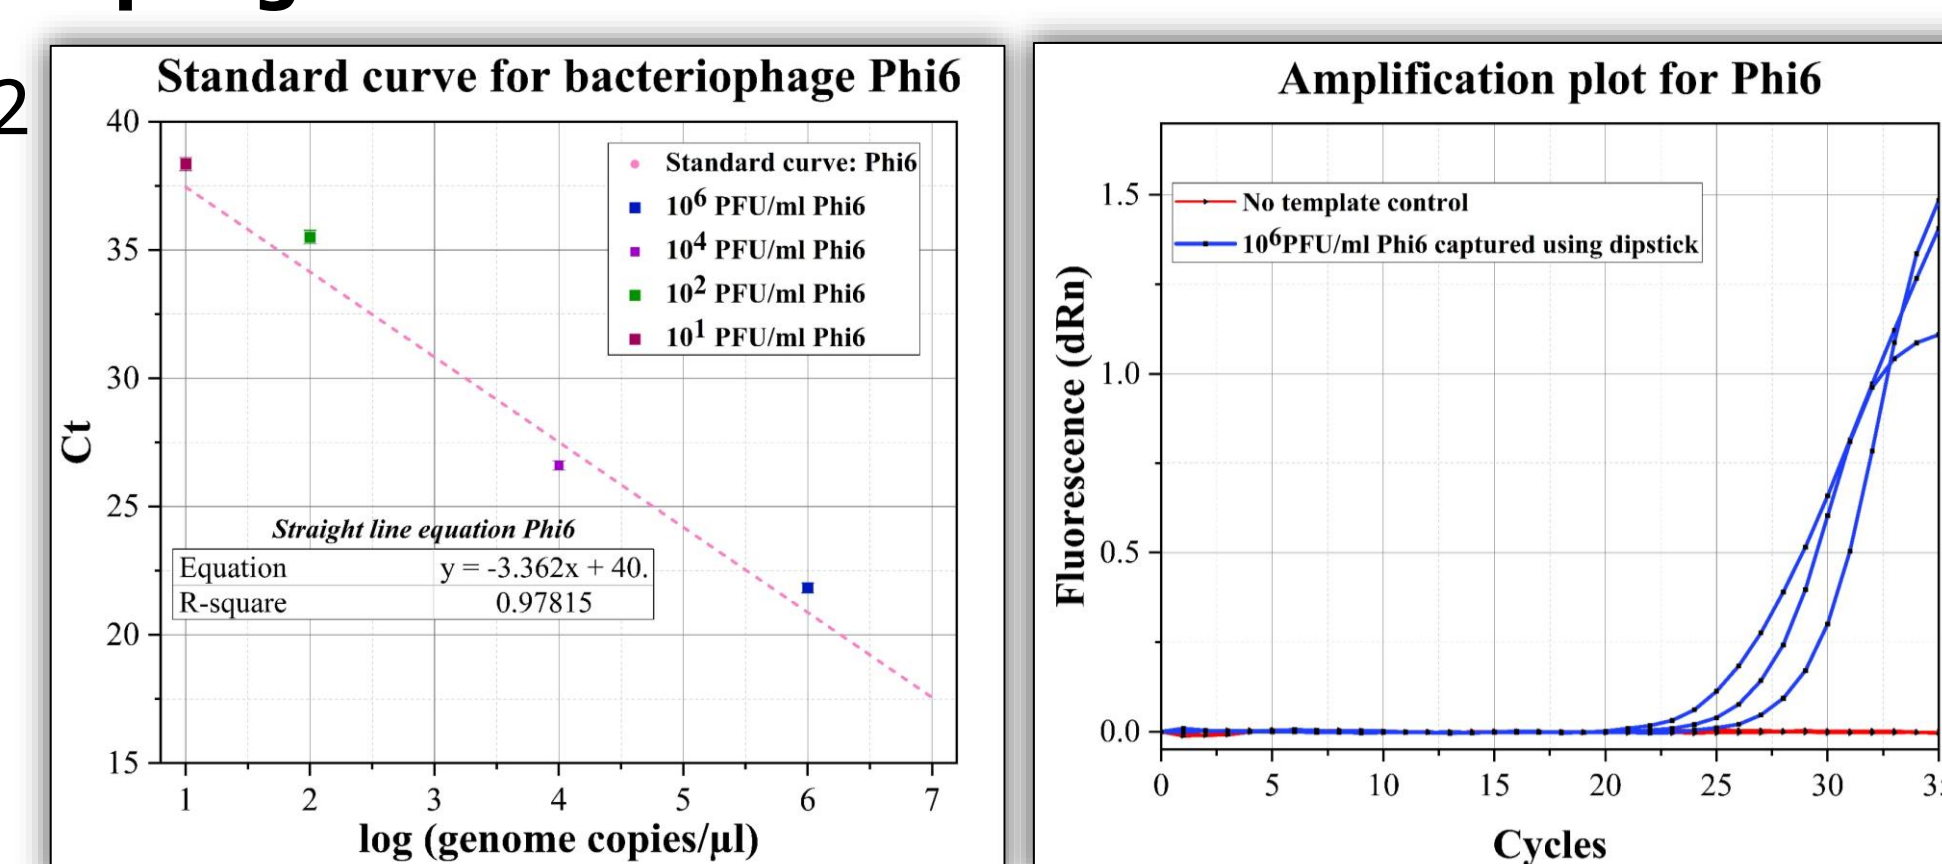 2
Standard curve for bacteriophage Phi6
40
35
30
25
20
15
Ct
Standard curve: Phi6
10⁶ PFU/ml Phi6
10⁴ PFU/ml Phi6
10² PFU/ml Phi6
10¹ PFU/ml Phi6
Straight line equation Phi6
Equation y = -3.362x + 40.
R-square 0.97815
1 2 3 4 5 6 7
log (genome copies/µl)
Amplification plot for Phi6
1.5
1.0
0.5
0.0
Fluorescence (dRn)
No template control
10⁶PFU/ml Phi6 captured using dipstick
0 5 10 15 20 25 30
Cycles